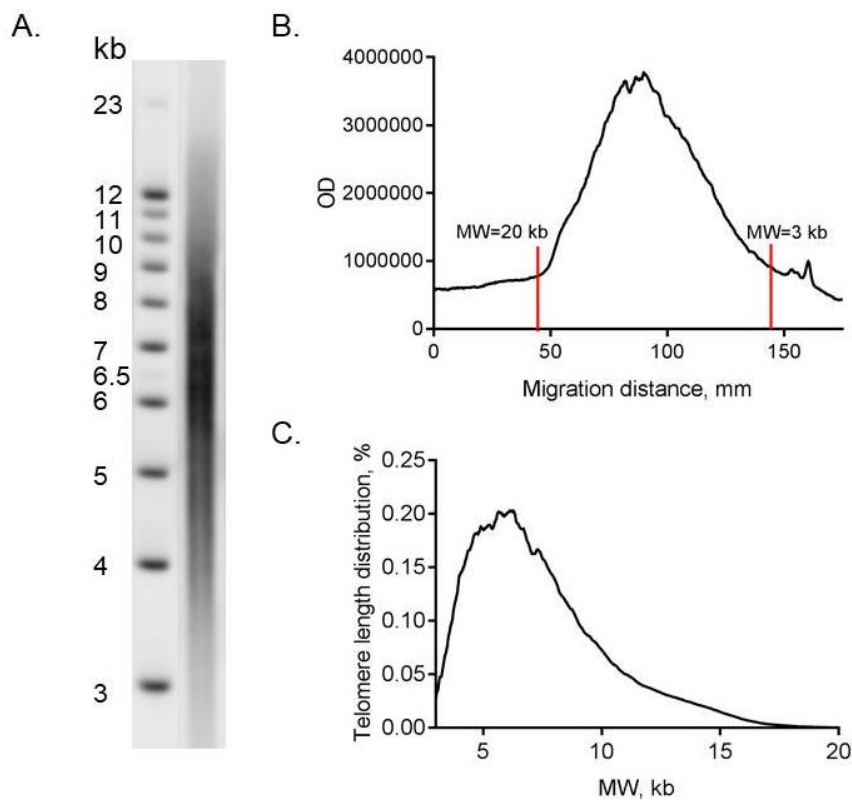 A.
kb
23
12
11
10
9
8
7
6.5
6
5
4
3
B.
OD
4000000
3000000
2000000
1000000
0
MW=20 kb
MW=3 kb
0 50 100 150
Migration distance, mm
C.
Telomere length distribution, %
0.25
0.20
0.15
0.10
0.05
0.00
5 10 15 20
MW, kb